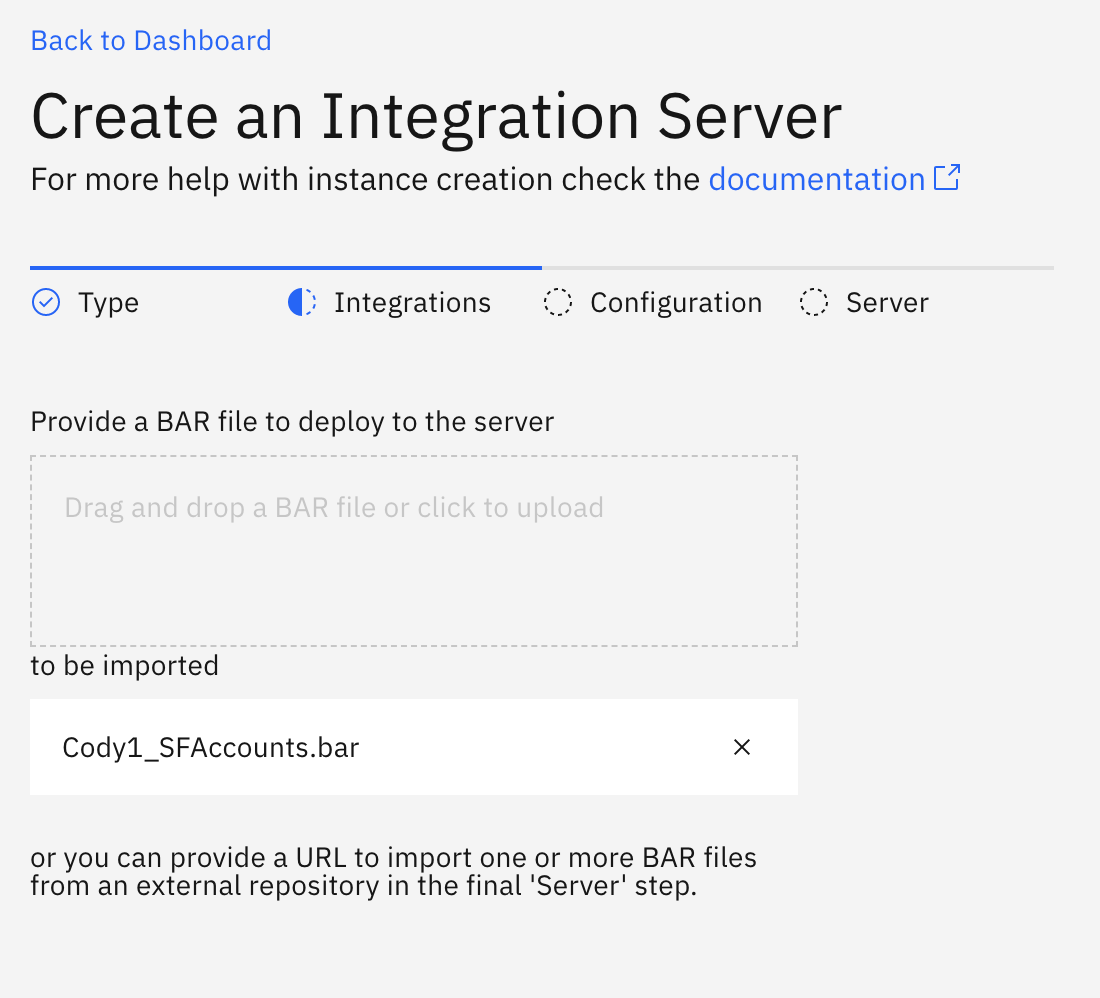 Back to Dashboard
Create an Integration Server
For more help with instance creation check the documentation
Type
Integrations
Configuration
Server
Provide a BAR file to deploy to the server
Drag and drop a BAR file or click to upload
to be imported
Cody1_SFAccounts.bar
or you can provide a URL to import one or more BAR files
from an external repository in the final 'Server' step.